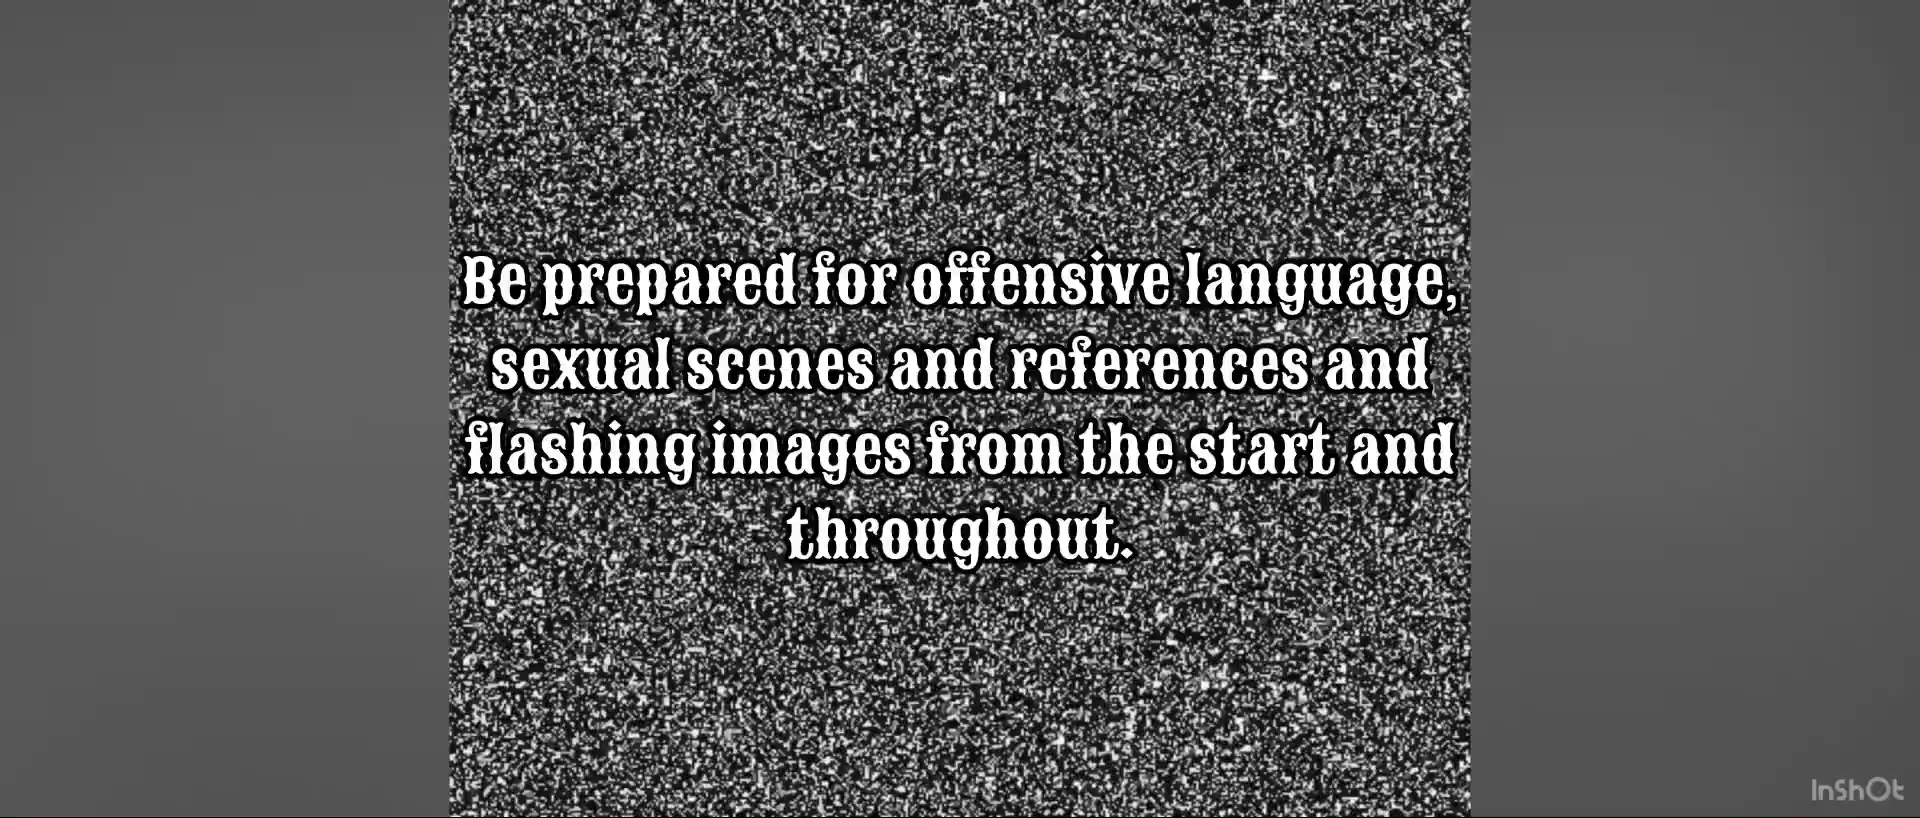 Be prepared for offensive language,
sexual scenes and references and
flashing images from the start and
throughout.
InShOt